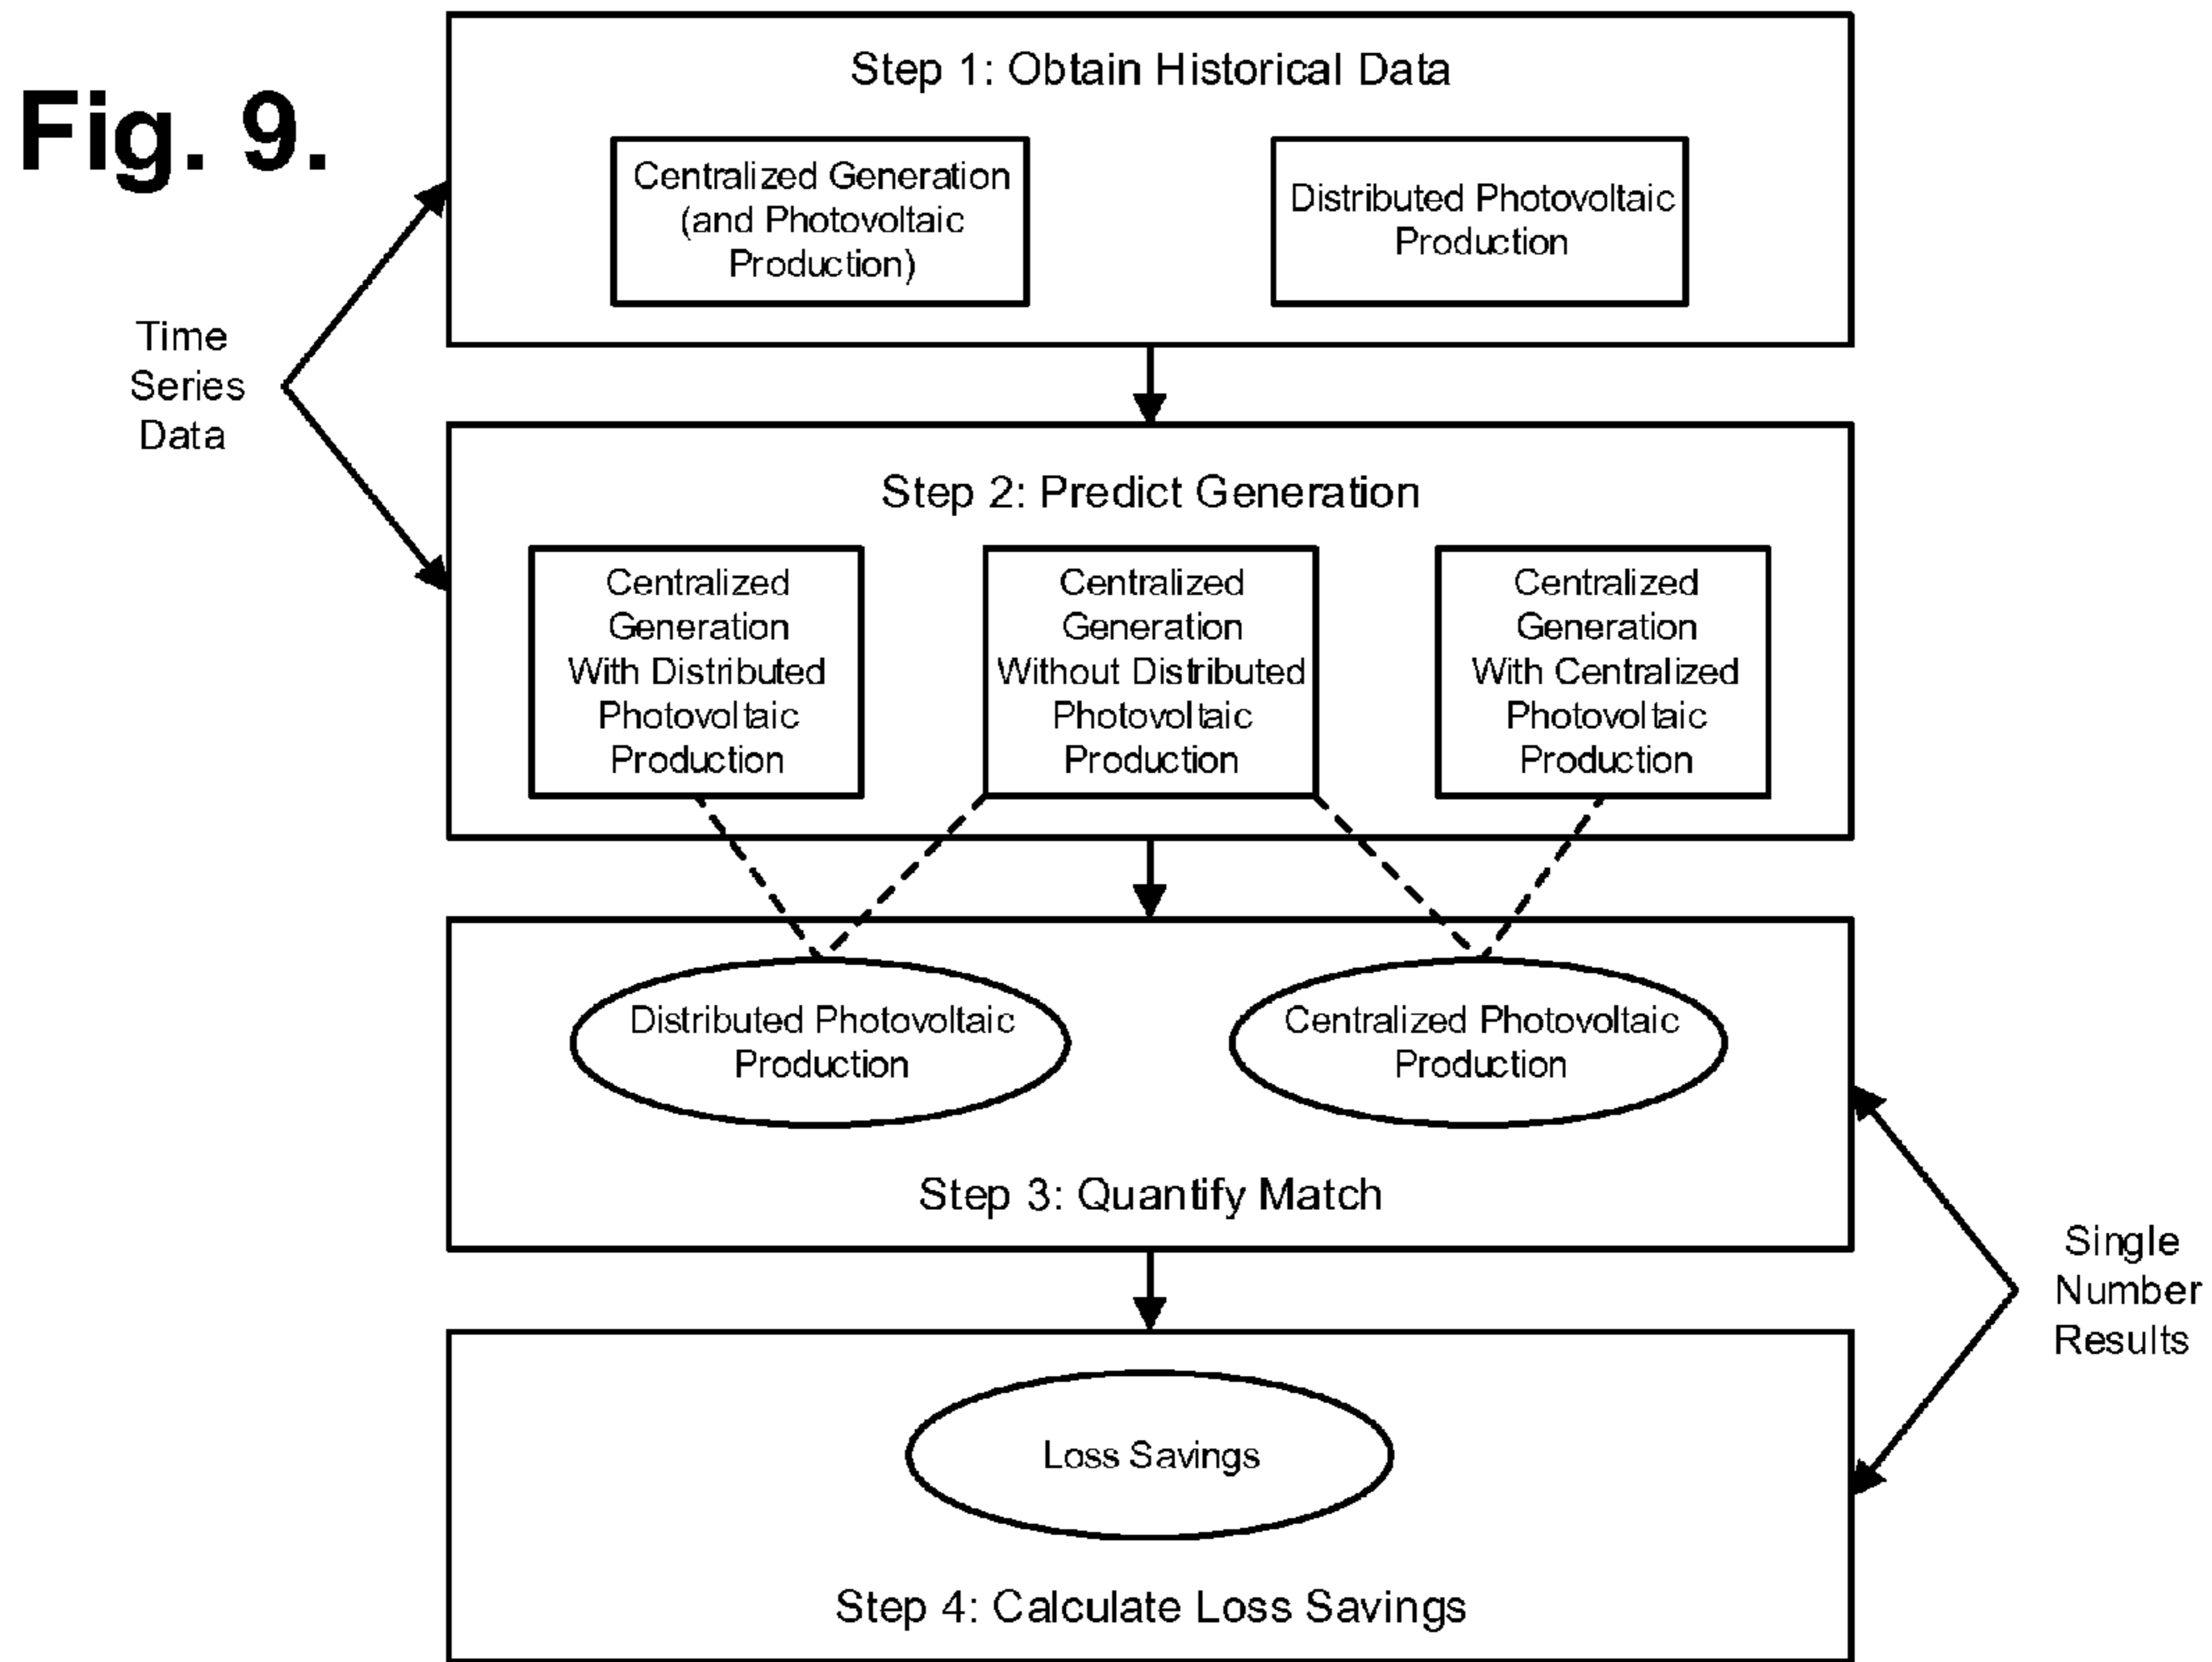 Fig. 9.
Step 1: Obtain Historical Data
Centralized Generation
(and Photovoltaic
Production)
Distributed Photovoltaic
Production
Time
Series
Data
Step 2: Predict Generation
Centralized
Generation
With Distributed
Photovoltaic
Production
Centralized
Generation
Without Distributed
Photovoltaic
Production
Centralized
Generation
With Centralized
Photovoltaic
Production
Distributed Photovoltaic
Production
Centralized Photovoltaic
Production
Step 3: Quantify Match
Single
Number
Results
Loss Savings
Step 4: Calculate Loss Savings